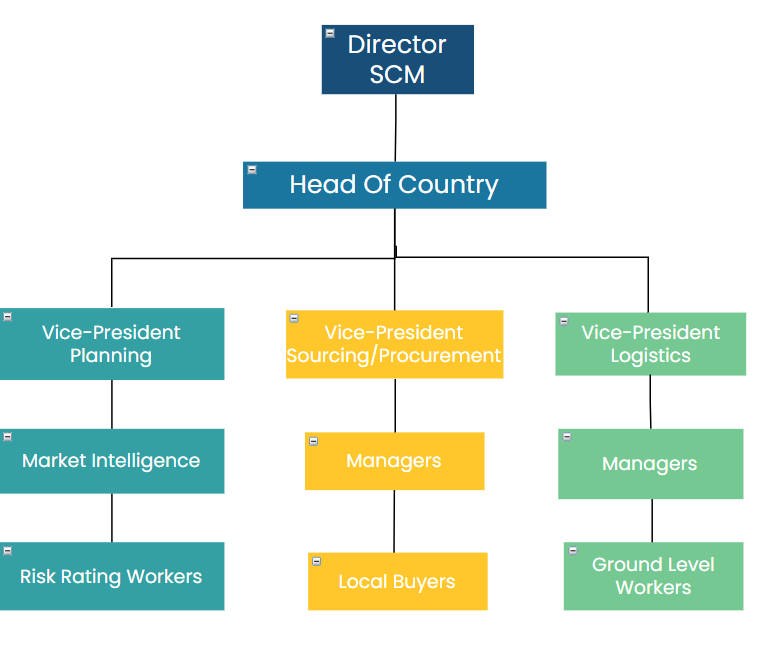 Director
SCM
Head Of Country
Vice-President
Planning
Vice-President
Sourcing/Procurement
Vice-President
Logistics
Market Intelligence
Managers
Managers
Risk Rating Workers
Local Buyers
Ground Level
Workers